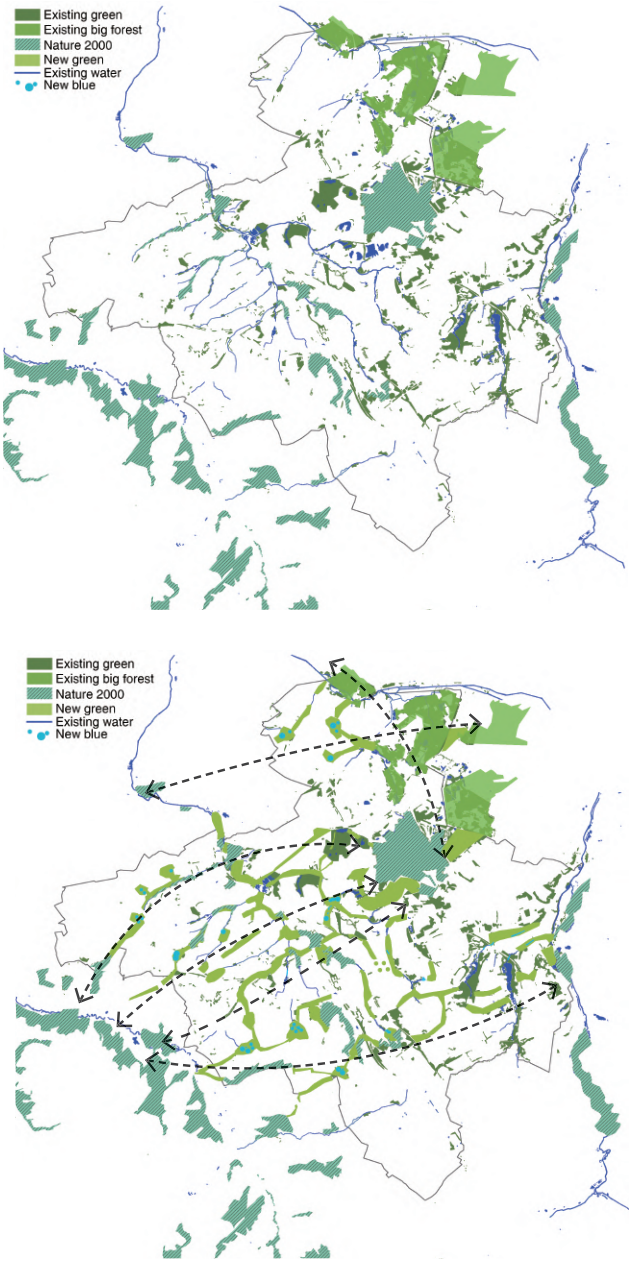 Existing green
Existing big forest
Nature 2000
New green
Existing water
New blue
Existing green
Existing big forest
Nature 2000
New green
Existing water
New blue